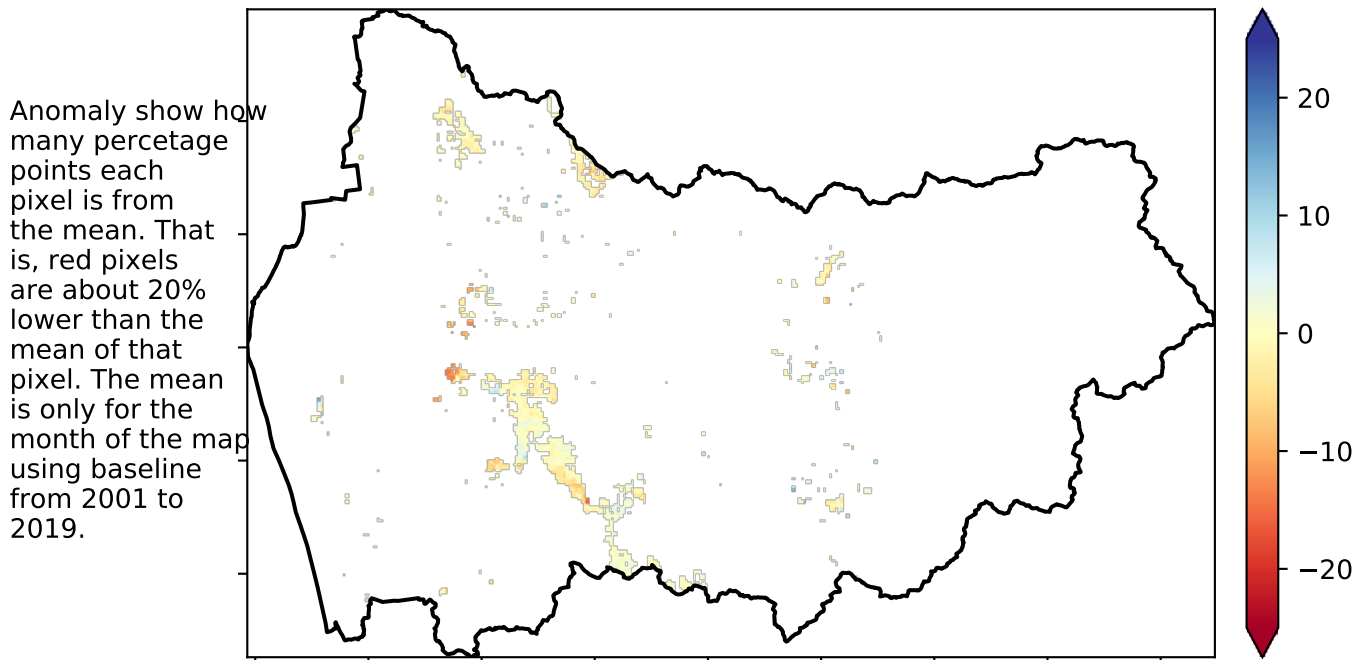 Anomaly show how
many percetage
points each
pixel is from
the mean. That
is, red pixels
are about 20%
lower than the
mean of that
pixel. The mean
is only for the
month of the map
using baseline
from 2001 to
2019.
20
10
0
−10
−20